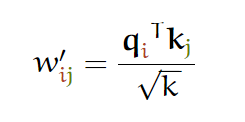 w′ᵢⱼ = qᵢᵀkⱼ / √k